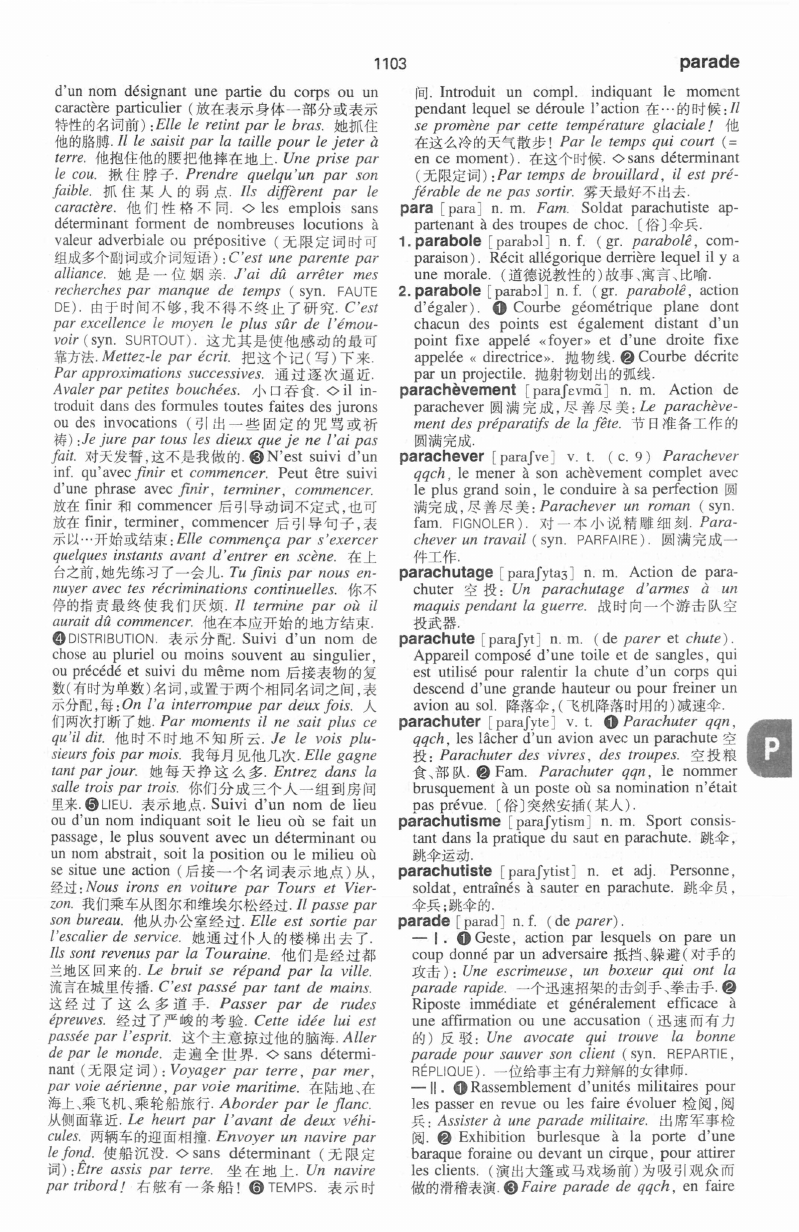 1103
parade
d'un nom désignant une partie du corps ou un
caractère particulier (放在表示身体一部分或表示
特性的名词前):Elle le retint par le bras. 她抓住
他的胳膊. Il le saisit par la taille pour le jeter à
terre. 他抱住他的腰把他摔在地上. Une prise par
le cou. 揪住脖子. Prendre quelqu'un par son
faible. 抓住某人的弱点. Ils diffèrent par le
caractère. 他们性格不同. ◇ les emplois sans
déterminant forment de nombreuses locutions à
valeur adverbiale ou prépositive (无限定词时可
组成多个副词或介词短语):C'est une parente par
alliance. 她是一位姻亲. J'ai dû arrêter mes
recherches par manque de temps ( syn. FAUTE
DE). 由于时间不够,我不得不终止了研究. C'est
par excellence le moyen le plus sûr de l'émou-
voir (syn. SURTOUT). 这尤其是使他感动的最可
靠方法. Mettez-le par écrit. 把这个记(写)下来.
Par approximations successives. 通过逐次逼近.
Avaler par petites bouchées. 小口吞食. ◇il in-
troduit dans des formules toutes faites des jurons
ou des invocations (引出一些固定的咒骂或祈
祷):Je jure par tous les dieux que je ne l'ai pas
fait. 对天发誓,这不是我做的. ❸N'est suivi d'un
inf. qu'avec finir et commencer. Peut être suivi
d'une phrase avec finir, terminer, commencer.
放在 finir 和 commencer 后引导动词不定式,也可
放在 finir, terminer, commencer 后引导句子,表
示以…开始或结束:Elle commença par s'exercer
quelques instants avant d'entrer en scène. 在上
台之前,她先练习了一会儿. Tu finis par nous en-
nuyer avec tes récriminations continuelles. 你不
停的指责最终使我们厌烦. Il termine par où il
aurait dû commencer. 他在本应开始的地方结束.
❹DISTRIBUTION. 表示分配. Suivi d'un nom de
chose au pluriel ou moins souvent au singulier,
ou précédé et suivi du même nom 后接表物的复
数(有时为单数)名词,或置于两个相同名词之间,表
示分配,每:On l'a interrompue par deux fois. 人
们两次打断了她. Par moments il ne sait plus ce
qu'il dit. 他时不时地不知所云. Je le vois plu-
sieurs fois par mois. 我每月见他几次. Elle gagne
tant par jour. 她每天挣这么多. Entrez dans la
salle trois par trois. 你们分成三个人一组到房间
里来. ❺LIEU. 表示地点. Suivi d'un nom de lieu
ou d'un nom indiquant soit le lieu où se fait un
passage, le plus souvent avec un déterminant ou
un nom abstrait, soit la position ou le milieu où
se situe une action (后接一个名词表示地点)从,
经过:Nous irons en voiture par Tours et Vier-
zon. 我们乘车从图尔和维埃尔松经过. Il passe par
son bureau. 他从办公室经过. Elle est sortie par
l'escalier de service. 她通过仆人的楼梯出去了.
Ils sont revenus par la Touraine. 他们是经过都
兰地区回来的. Le bruit se répand par la ville.
流言在城里传播. C'est passé par tant de mains.
这经过了这么多道手. Passer par de rudes
épreuves. 经过了严峻的考验. Cette idée lui est
passée par l'esprit. 这个主意掠过他的脑海. Aller
de par le monde. 走遍全世界. ◇ sans détermi-
nant (无限定词):Voyager par terre, par mer,
par voie aérienne, par voie maritime. 在陆地、在
海上、乘飞机、乘轮船旅行. Aborder par le flanc.
从侧面靠近. Le heurt par l'avant de deux véhi-
cules. 两辆车的迎面相撞. Envoyer un navire par
le fond. 使船沉没. ◇sans déterminant (无限定
词):Être assis par terre. 坐在地上. Un navire
par tribord! 右舷有一条船! ❻TEMPS. 表示时
间. Introduit un compl. indiquant le moment
pendant lequel se déroule l'action 在…的时候:Il
se promène par cette température glaciale! 他
在这么冷的天气散步! Par le temps qui court (=
en ce moment). 在这个时候. ◇sans déterminant
(无限定词):Par temps de brouillard, il est pré-
férable de ne pas sortir. 雾天最好不出去.
para [para] n. m. Fam. Soldat parachutiste ap-
partenant à des troupes de choc. [俗]伞兵.
1. parabole [parabɔl] n. f. ( gr. parabolê, com-
paraison). Récit allégorique derrière lequel il y a
une morale. (道德说教性的)故事、寓言、比喻.
2. parabole [parabɔl] n. f. (gr. parabolê, action
d'égaler). ❶ Courbe géométrique plane dont
chacun des points est également distant d'un
point fixe appelé «foyer» et d'une droite fixe
appelée « directrice». 抛物线. ❷Courbe décrite
par un projectile. 抛射物划出的弧线.
parachèvement [paraʃɛvmɑ̃] n. m. Action de
parachever 圆满完成,尽善尽美:Le parachève-
ment des préparatifs de la fête. 节日准备工作的
圆满完成.
parachever [paraʃve] v. t. (c. 9) Parachever
qqch, le mener à son achèvement complet avec
le plus grand soin, le conduire à sa perfection 圆
满完成,尽善尽美:Parachever un roman (syn.
fam. FIGNOLER). 对一本小说精雕细刻. Para-
chever un travail (syn. PARFAIRE). 圆满完成一
件工作.
parachutage [paraʃytaʒ] n. m. Action de para-
chuter 空投: Un parachutage d'armes à un
maquis pendant la guerre. 战时向一个游击队空
投武器.
parachute [paraʃyt] n. m. (de parer et chute).
Appareil composé d'une toile et de sangles, qui
est utilisé pour ralentir la chute d'un corps qui
descend d'une grande hauteur ou pour freiner un
avion au sol. 降落伞,(飞机降落时用的)减速伞.
parachuter [paraʃyte] v. t. ❶ Parachuter qqn,
qqch, les lâcher d'un avion avec un parachute 空
投: Parachuter des vivres, des troupes. 空投粮
食、部队. ❷ Fam. Parachuter qqn, le nommer
brusquement à un poste où sa nomination n'était
pas prévue. [俗]突然安插(某人).
parachutisme [paraʃytism] n. m. Sport consis-
tant dans la pratique du saut en parachute. 跳伞,
跳伞运动.
parachutiste [paraʃytist] n. et adj. Personne,
soldat, entraînés à sauter en parachute. 跳伞员,
伞兵;跳伞的.
parade [parad] n. f. (de parer).
— I. ❶Geste, action par lesquels on pare un
coup donné par un adversaire 抵挡、躲避(对手的
攻击): Une escrimeuse, un boxeur qui ont la
parade rapide. 一个迅速招架的击剑手、拳击手. ❷
Riposte immédiate et généralement efficace à
une affirmation ou une accusation (迅速而有力
的) 反驳: Une avocate qui trouve la bonne
parade pour sauver son client (syn. REPARTIE,
RÉPLIQUE). 一位给事主有力辩解的女律师.
— II. ❶Rassemblement d'unités militaires pour
les passer en revue ou les faire évoluer 检阅,阅
兵: Assister à une parade militaire. 出席军事检
阅. ❷ Exhibition burlesque à la porte d'une
baraque foraine ou devant un cirque, pour attirer
les clients. (演出大篷或马戏场前)为吸引观众而
做的滑稽表演. ❸Faire parade de qqch, en faire
P